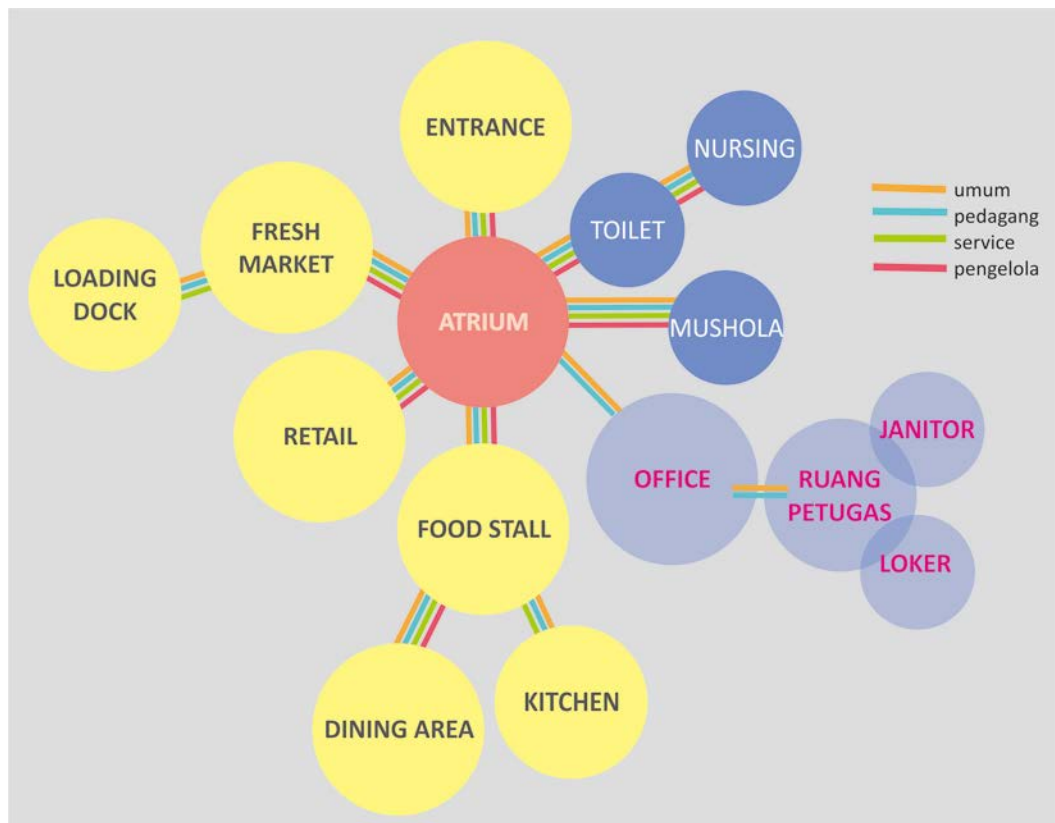 ENTRANCE
NURSING
TOILET
FRESH
MARKET
LOADING
DOCK
ATRIUM
MUSHOLA
RETAIL
FOOD STALL
DINING AREA
KITCHEN
OFFICE
RUANG
PETUGAS
JANITOR
LOKER
umum
pedagang
service
pengelola